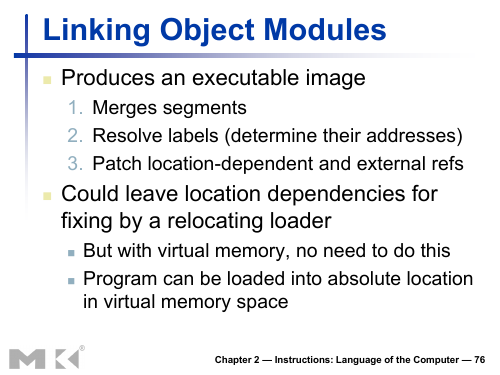 Linking Object Modules
Produces an executable image
1. Merges segments
2. Resolve labels (determine their addresses)
3. Patch location-dependent and external refs
Could leave location dependencies for
fixing by a relocating loader
But with virtual memory, no need to do this
Program can be loaded into absolute location
in virtual memory space
MK®
Chapter 2 — Instructions: Language of the Computer — 76